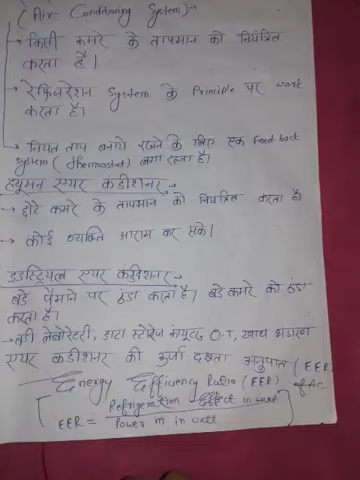 (Air-Conditioning System)→
→ किसी कमरे के तापमान को नियंत्रित
करता है।
→ रेफ्रिजरेशन System के Principle पर work
करता है।
→ नियत ताप बनाये रखने के लिए एक Feed back
system (thermostat) लगा रहता है।
ह्यूमन एयर कंडीशनर→
→ छोटे कमरे के तापमान को नियंत्रित करता है।
→ कोई व्यक्ति आराम कर सके।
इंडस्ट्रियल एयर कंडीशनर→
बड़े पैमाने पर ठंडा करता है। बड़े कमरे को ठंडा
करता है।
→ लेबोरेटरी, डाटा स्टोरेज कंप्यूटर, O.T, खाद्य भंडारण
एयर कंडीशनर की ऊर्जा दक्षता अनुपात (EER)
Energy Efficiency Ratio (EER) of AC
Refrigeration Effect in watt
EER = Power in in watt